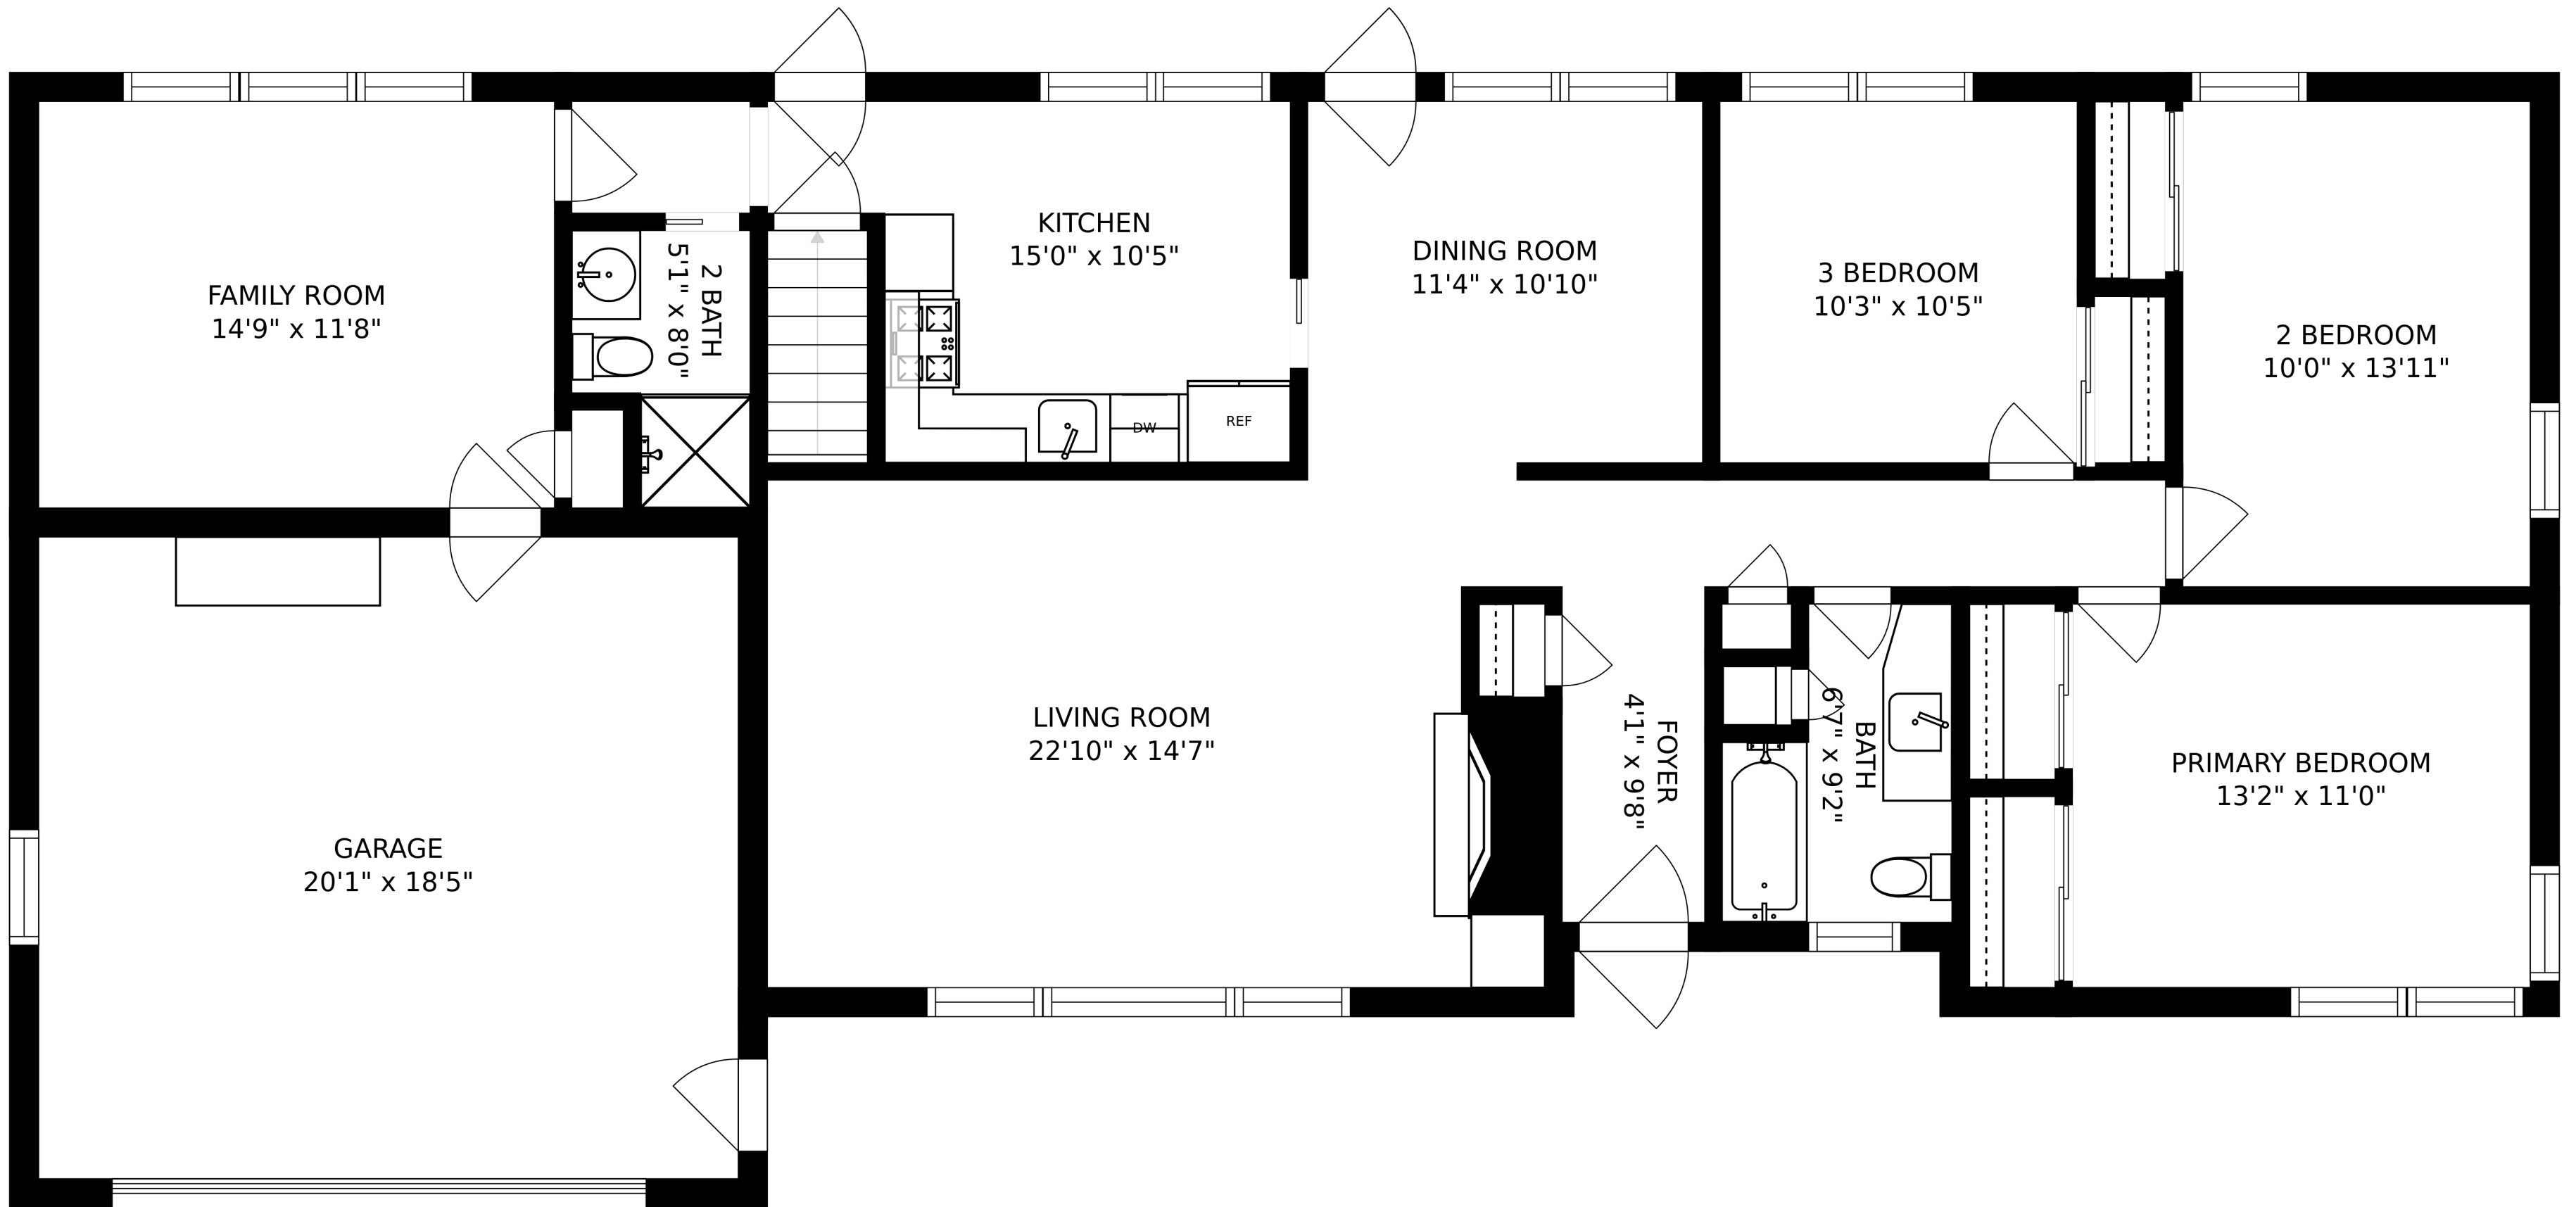 FAMILY ROOM
14'9" x 11'8"
2 BATH
5'1" x 8'0"
KITCHEN
15'0" x 10'5"
DW
REF
DINING ROOM
11'4" x 10'10"
3 BEDROOM
10'3" x 10'5"
2 BEDROOM
10'0" x 13'11"
GARAGE
20'1" x 18'5"
LIVING ROOM
22'10" x 14'7"
FOYER
4'1" x 9'8"
BATH
6'7" x 9'2"
PRIMARY BEDROOM
13'2" x 11'0"